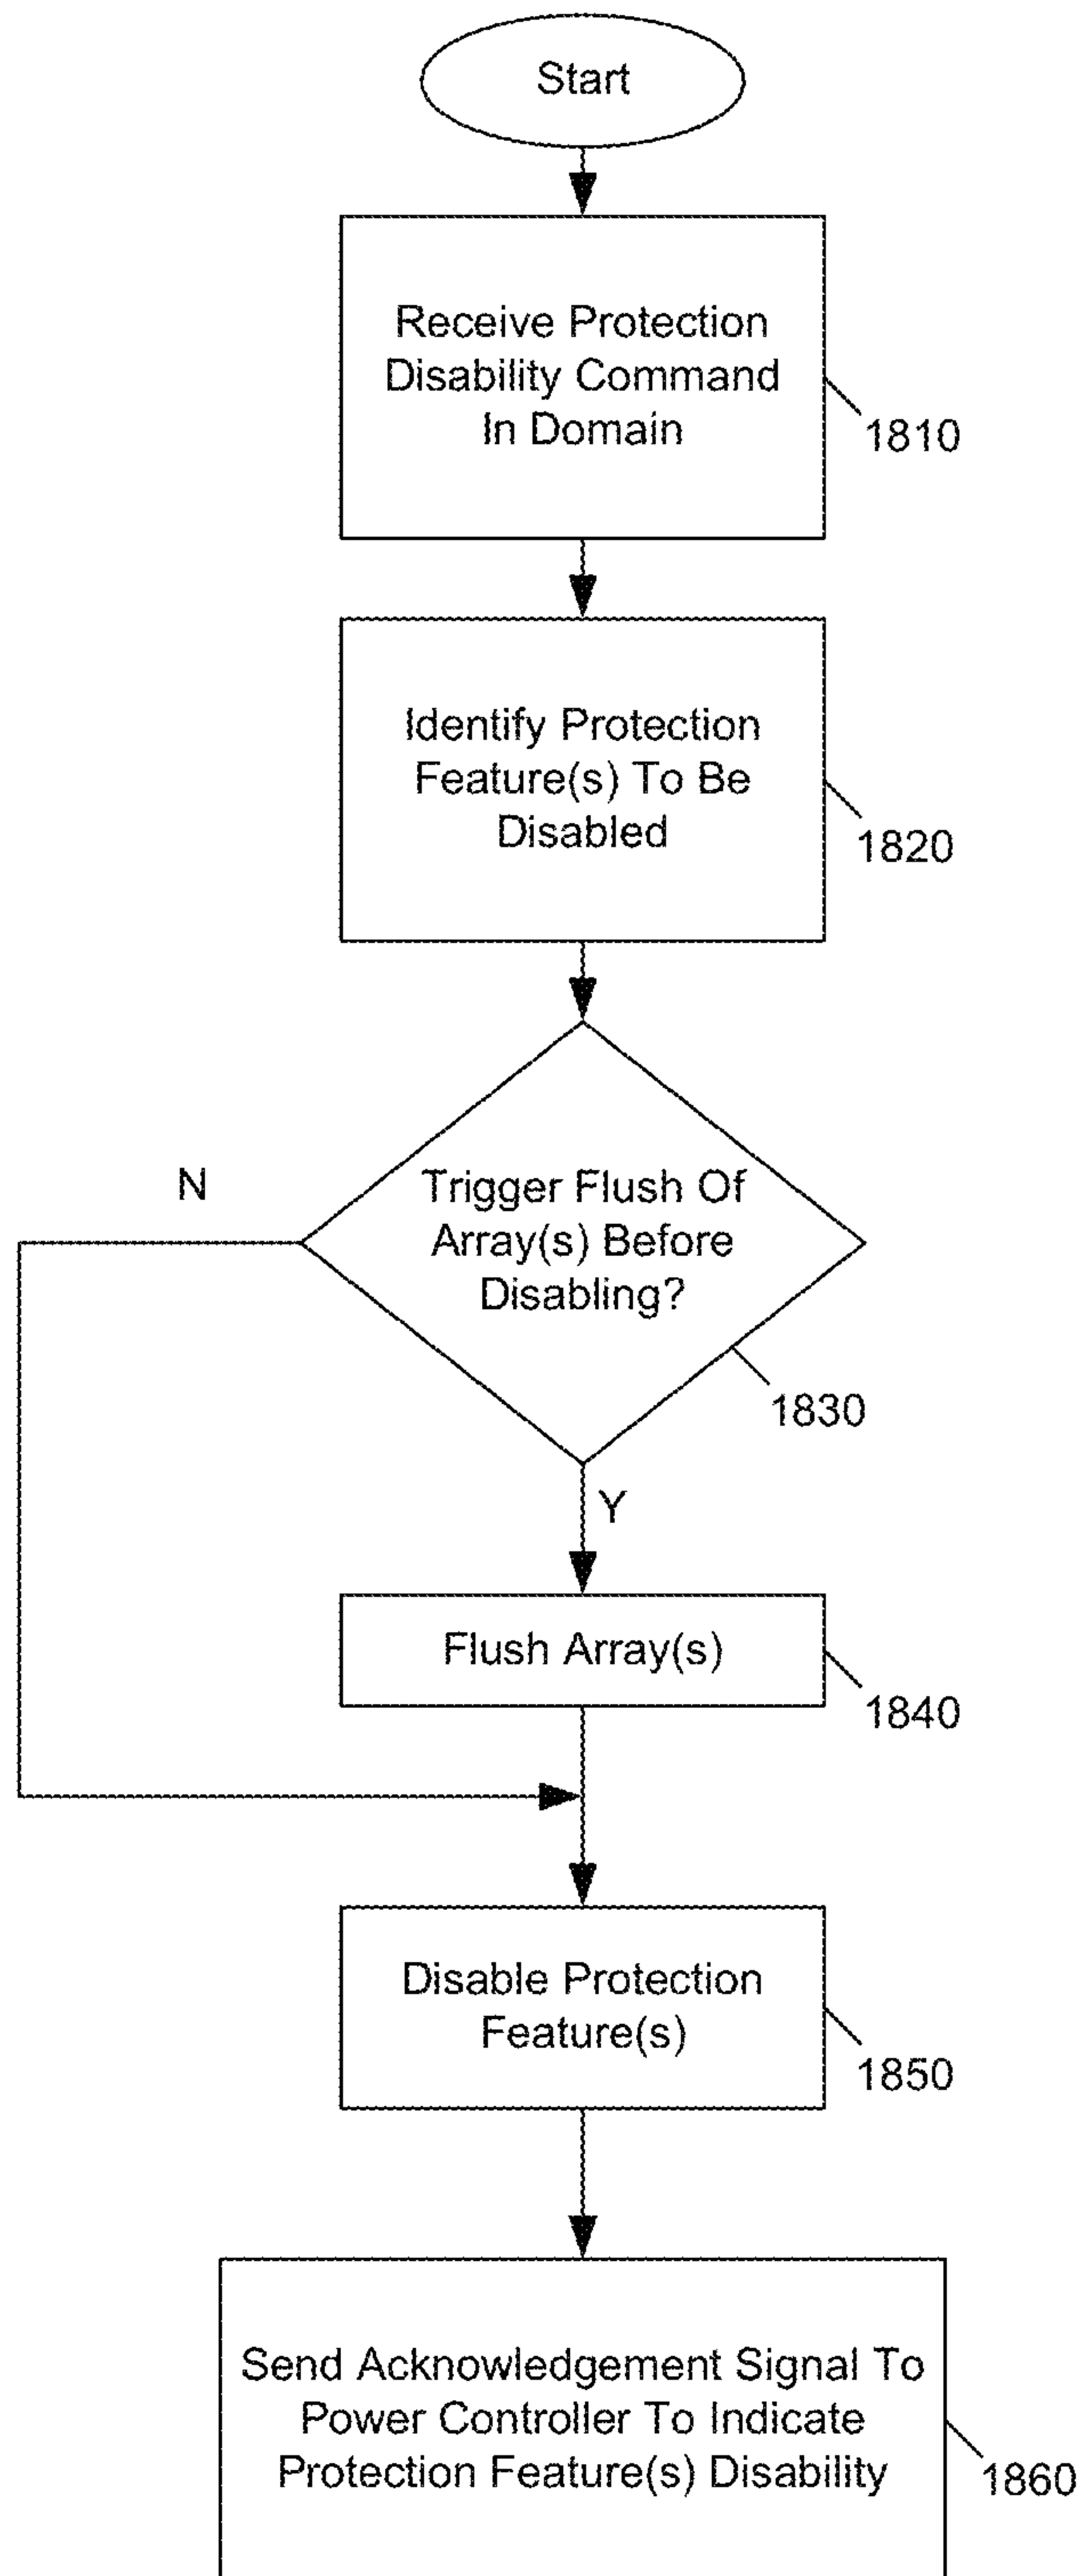 Start
Receive Protection
Disability Command
In Domain
1810
Identify Protection
Feature(s) To Be
Disabled
1820
Trigger Flush Of
Array(s) Before
Disabling?
N
1830
Y
Flush Array(s)
1840
Disable Protection
Feature(s)
1850
Send Acknowledgement Signal To
Power Controller To Indicate
Protection Feature(s) Disability
1860